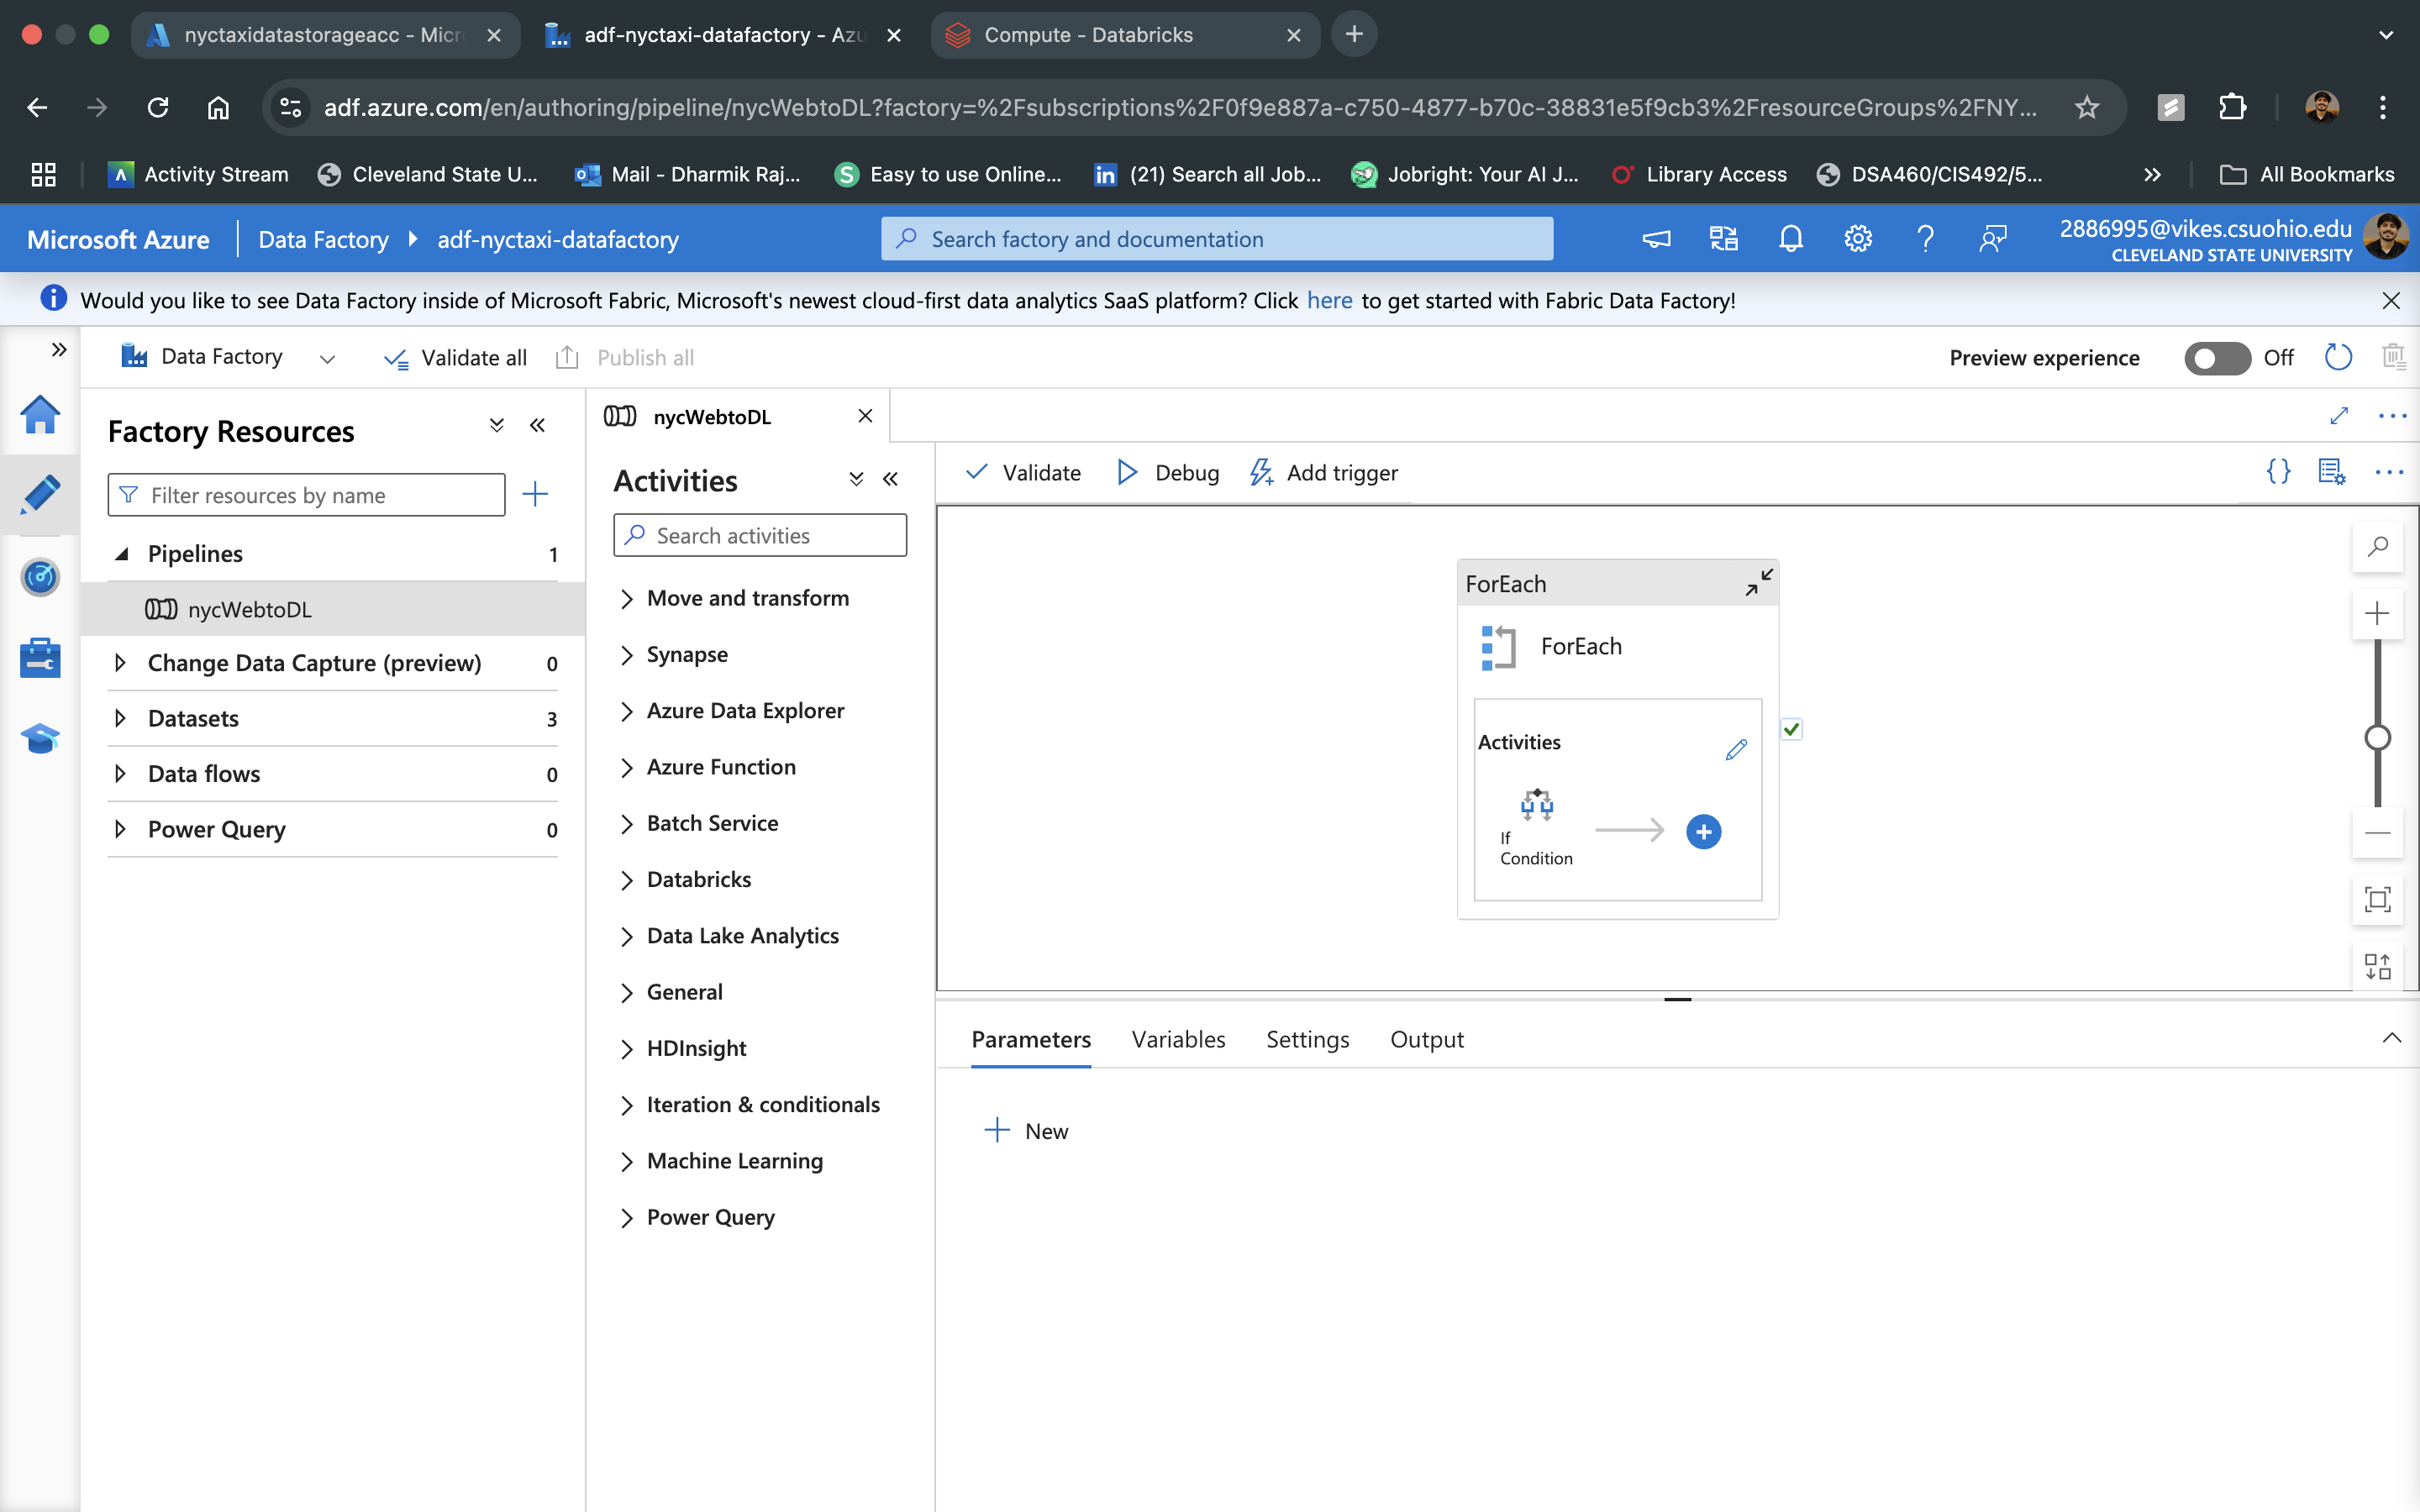 nyctaxidatastorageacc - Micr
adf-nyctaxi-datafactory - Azu
Compute - Databricks
adf.azure.com/en/authoring/pipeline/nycWebtoDL?factory=%2Fsubscriptions%2F0f9e887a-c750-4877-b70c-38831e5f9cb3%2FresourceGroups%2FNY...
Activity Stream
Cleveland State U...
Mail - Dharmik Raj...
Easy to use Online...
(21) Search all Job...
Jobright: Your AI J...
Library Access
DSA460/CIS492/5...
All Bookmarks
Microsoft Azure
Data Factory
adf-nyctaxi-datafactory
Search factory and documentation
2886995@vikes.csuohio.edu
CLEVELAND STATE UNIVERSITY
Would you like to see Data Factory inside of Microsoft Fabric, Microsoft's newest cloud-first data analytics SaaS platform? Click here to get started with Fabric Data Factory!
Data Factory
Validate all
Publish all
Preview experience
Off
Factory Resources
Filter resources by name
Pipelines 1
nycWebtoDL
Change Data Capture (preview) 0
Datasets 3
Data flows 0
Power Query 0
nycWebtoDL
Activities
Search activities
Move and transform
Synapse
Azure Data Explorer
Azure Function
Batch Service
Databricks
Data Lake Analytics
General
HDInsight
Iteration & conditionals
Machine Learning
Power Query
Validate
Debug
Add trigger
ForEach
ForEach
Activities
If
Condition
Parameters
Variables
Settings
Output
New